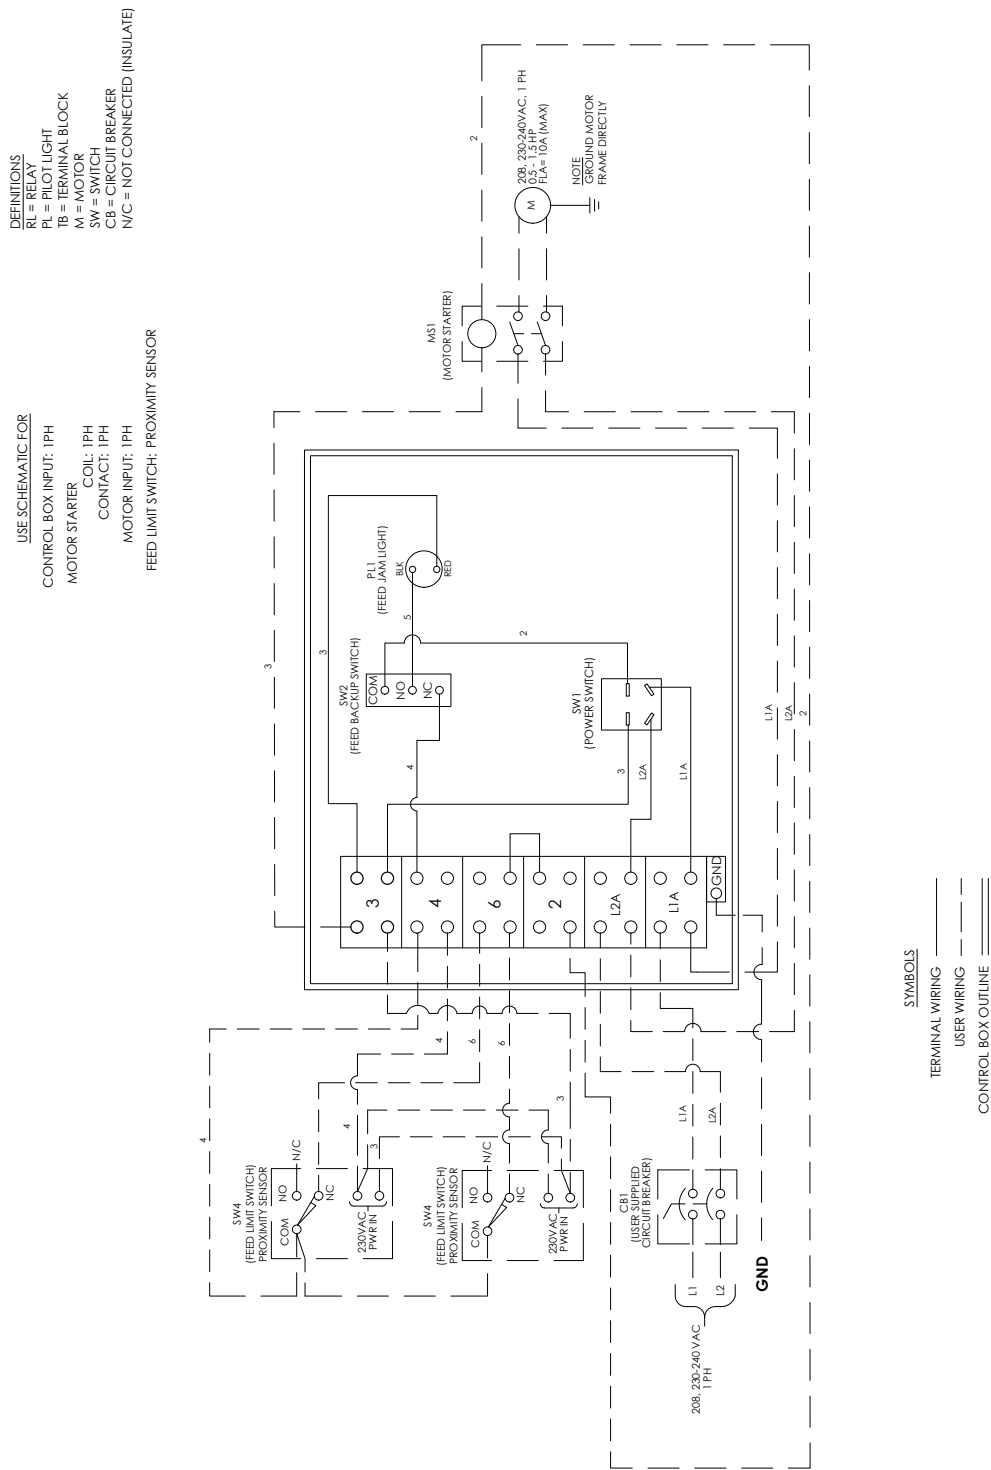 DEFINITIONS
RL = RELAY
PL = PILOT LIGHT
TB = TERMINAL BLOCK
M = MOTOR
SW = SWITCH
CB = CIRCUIT BREAKER
N/C = NOT CONNECTED (INSULATE)
USE SCHEMATIC FOR
CONTROL BOX INPUT: 1PH
MOTOR STARTER
COIL: 1PH
CONTACT: 1PH
MOTOR INPUT: 1PH
FEED LIMIT SWITCH: PROXIMITY SENSOR
2
208, 230-240VAC, 1 PH
0.5 - 1.5 HP
FLA= 10A (MAX)
M
NOTE
GROUND MOTOR
FRAME DIRECTLY
MS1
(MOTOR STARTER)
3
3
PL1
(FEED JAM LIGHT)
BLK
RED
5
SW2
(FEED BACKUP SWITCH)
COM
NO
NC
2
4
SW1
(POWER SWITCH)
3
L2A
L1A
L1A
L2A
2
3
4
6
2
L2A
L1A
GND
4
4
6
6
4
3
3
SW4
(FEED LIMIT SWITCH)
PROXIMITY SENSOR
COM
NO
NC
N/C
230VAC
PWR IN
SW4
(FEED LIMIT SWITCH)
PROXIMITY SENSOR
COM
NO
NC
N/C
230VAC
PWR IN
L1A
L2A
CB1
(USER SUPPLIED
CIRCUIT BREAKER)
L1
L2
GND
208, 230-240 VAC
1 PH
SYMBOLS
TERMINAL WIRING
USER WIRING
CONTROL BOX OUTLINE